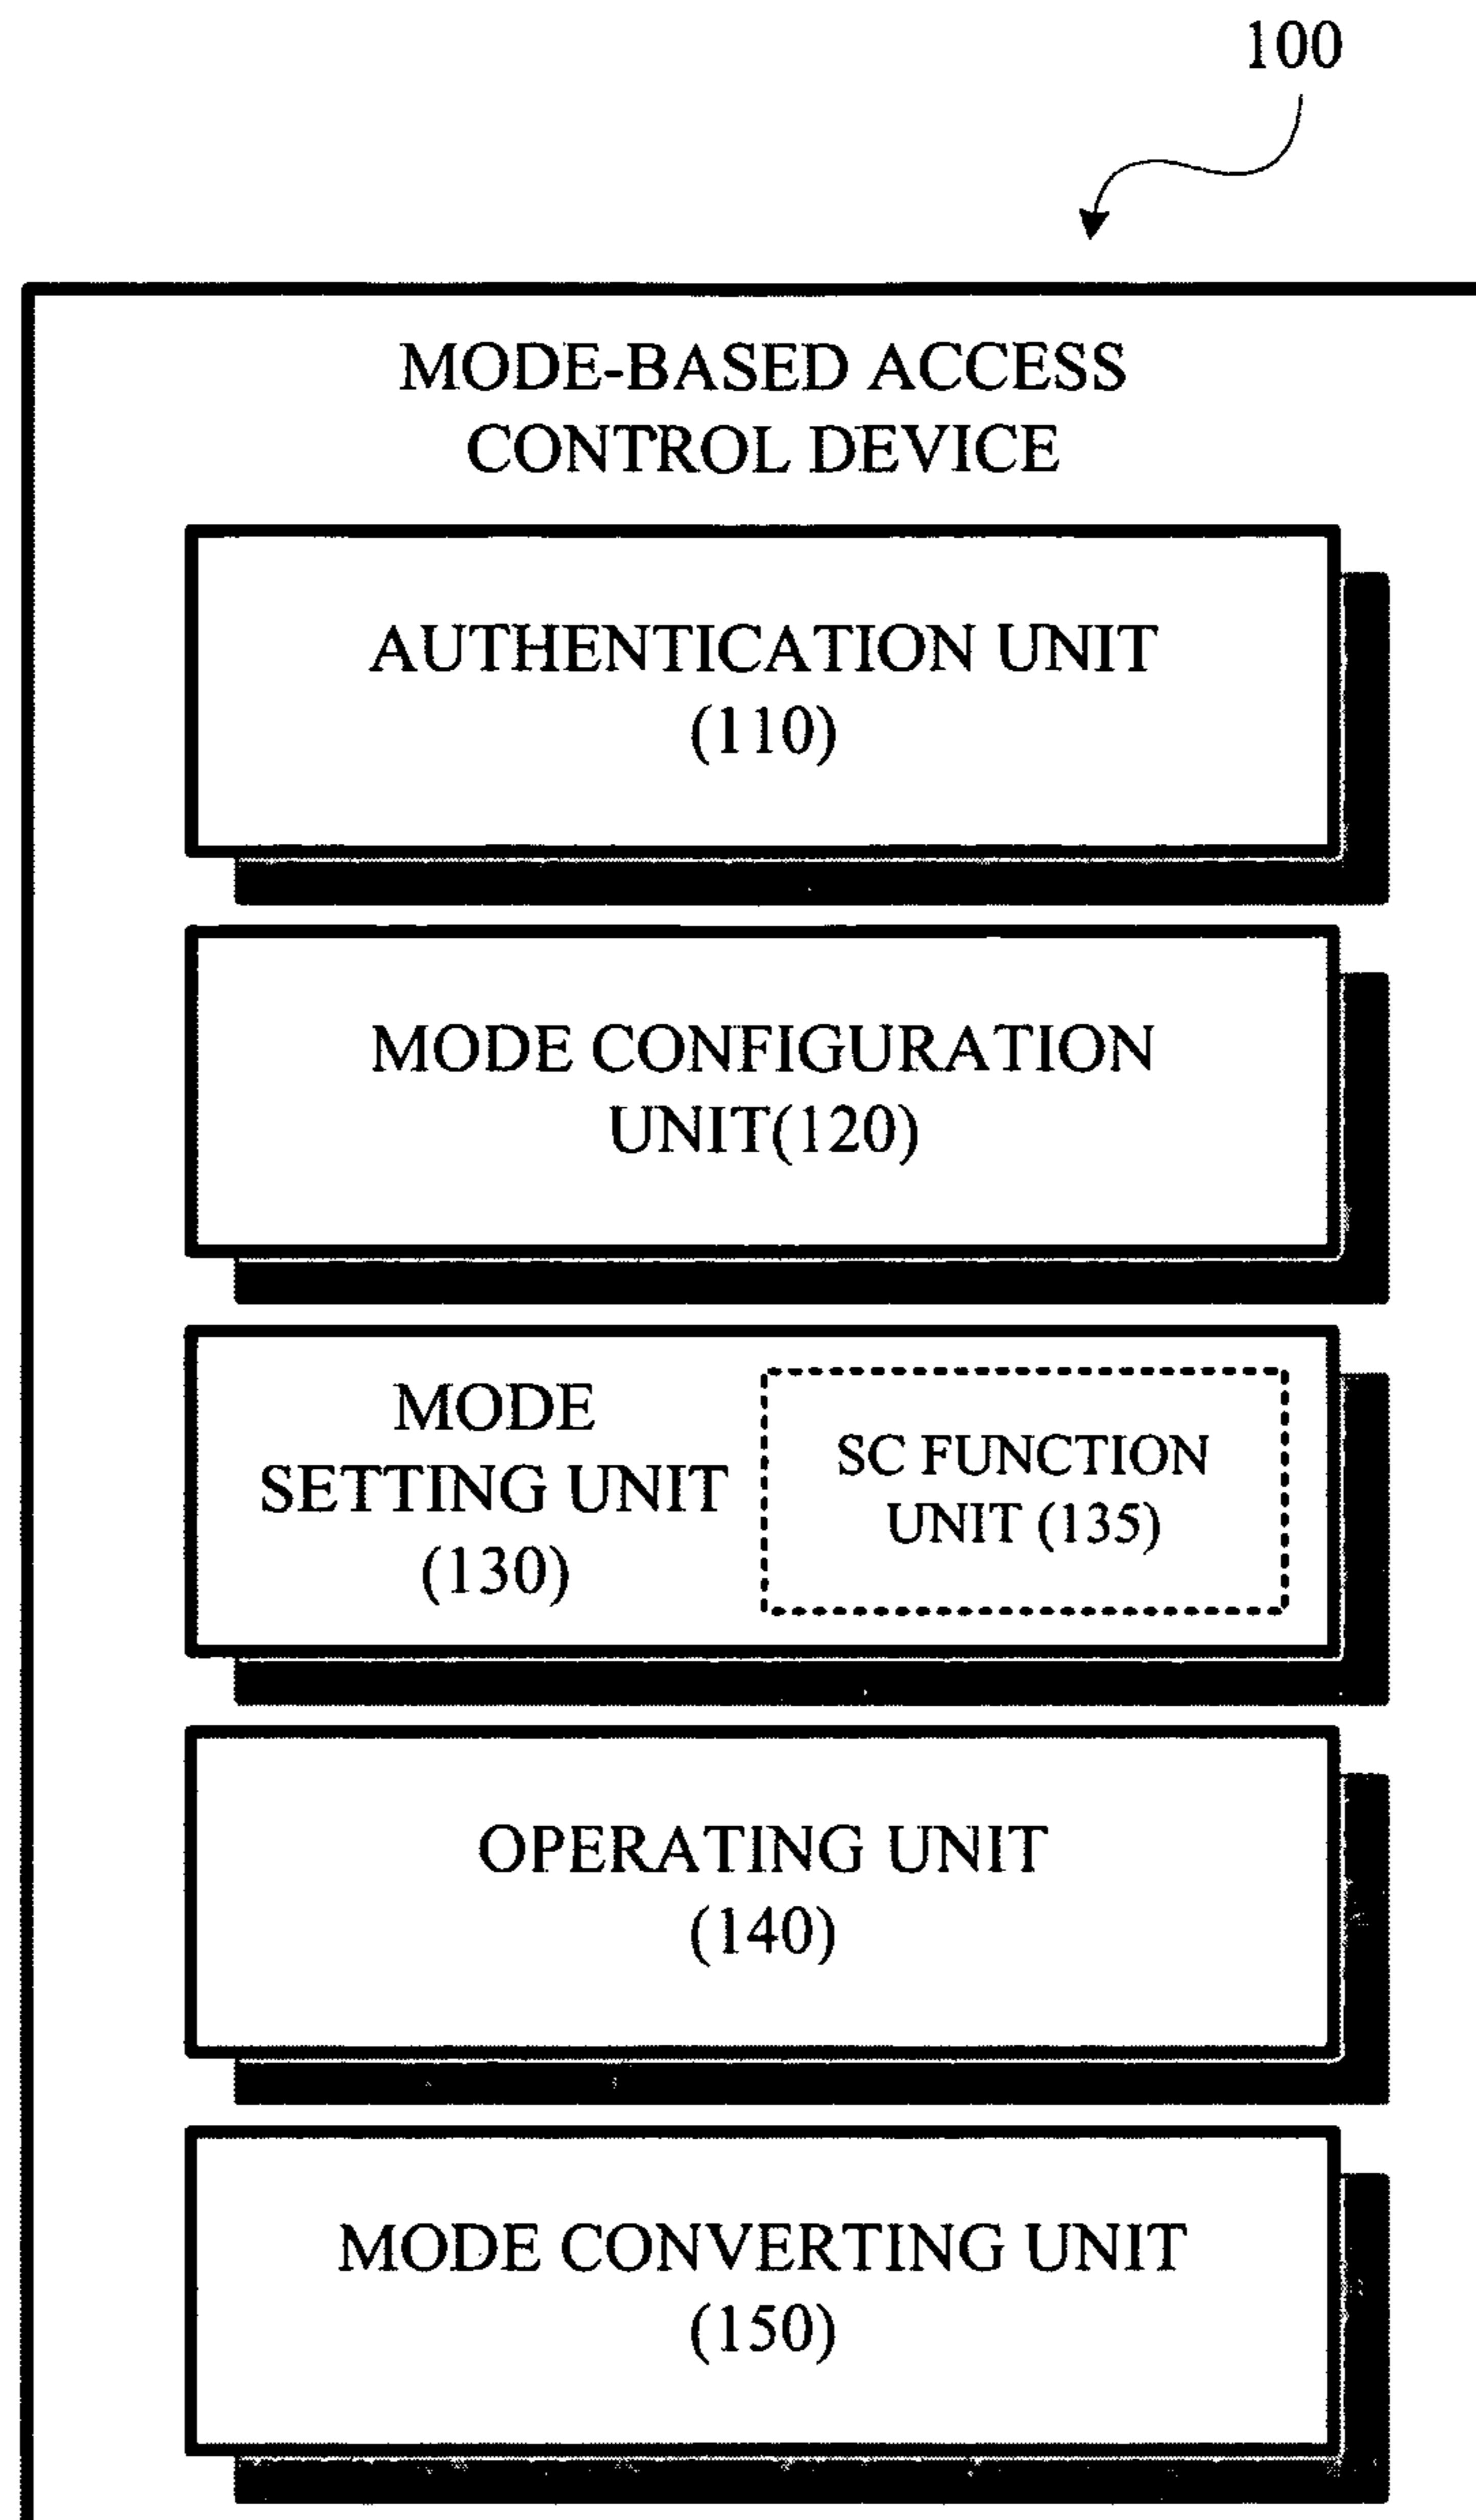 100
MODE-BASED ACCESS
CONTROL DEVICE
AUTHENTICATION UNIT
(110)
MODE CONFIGURATION
UNIT(120)
MODE
SETTING UNIT
(130)
SC FUNCTION
UNIT (135)
OPERATING UNIT
(140)
MODE CONVERTING UNIT
(150)